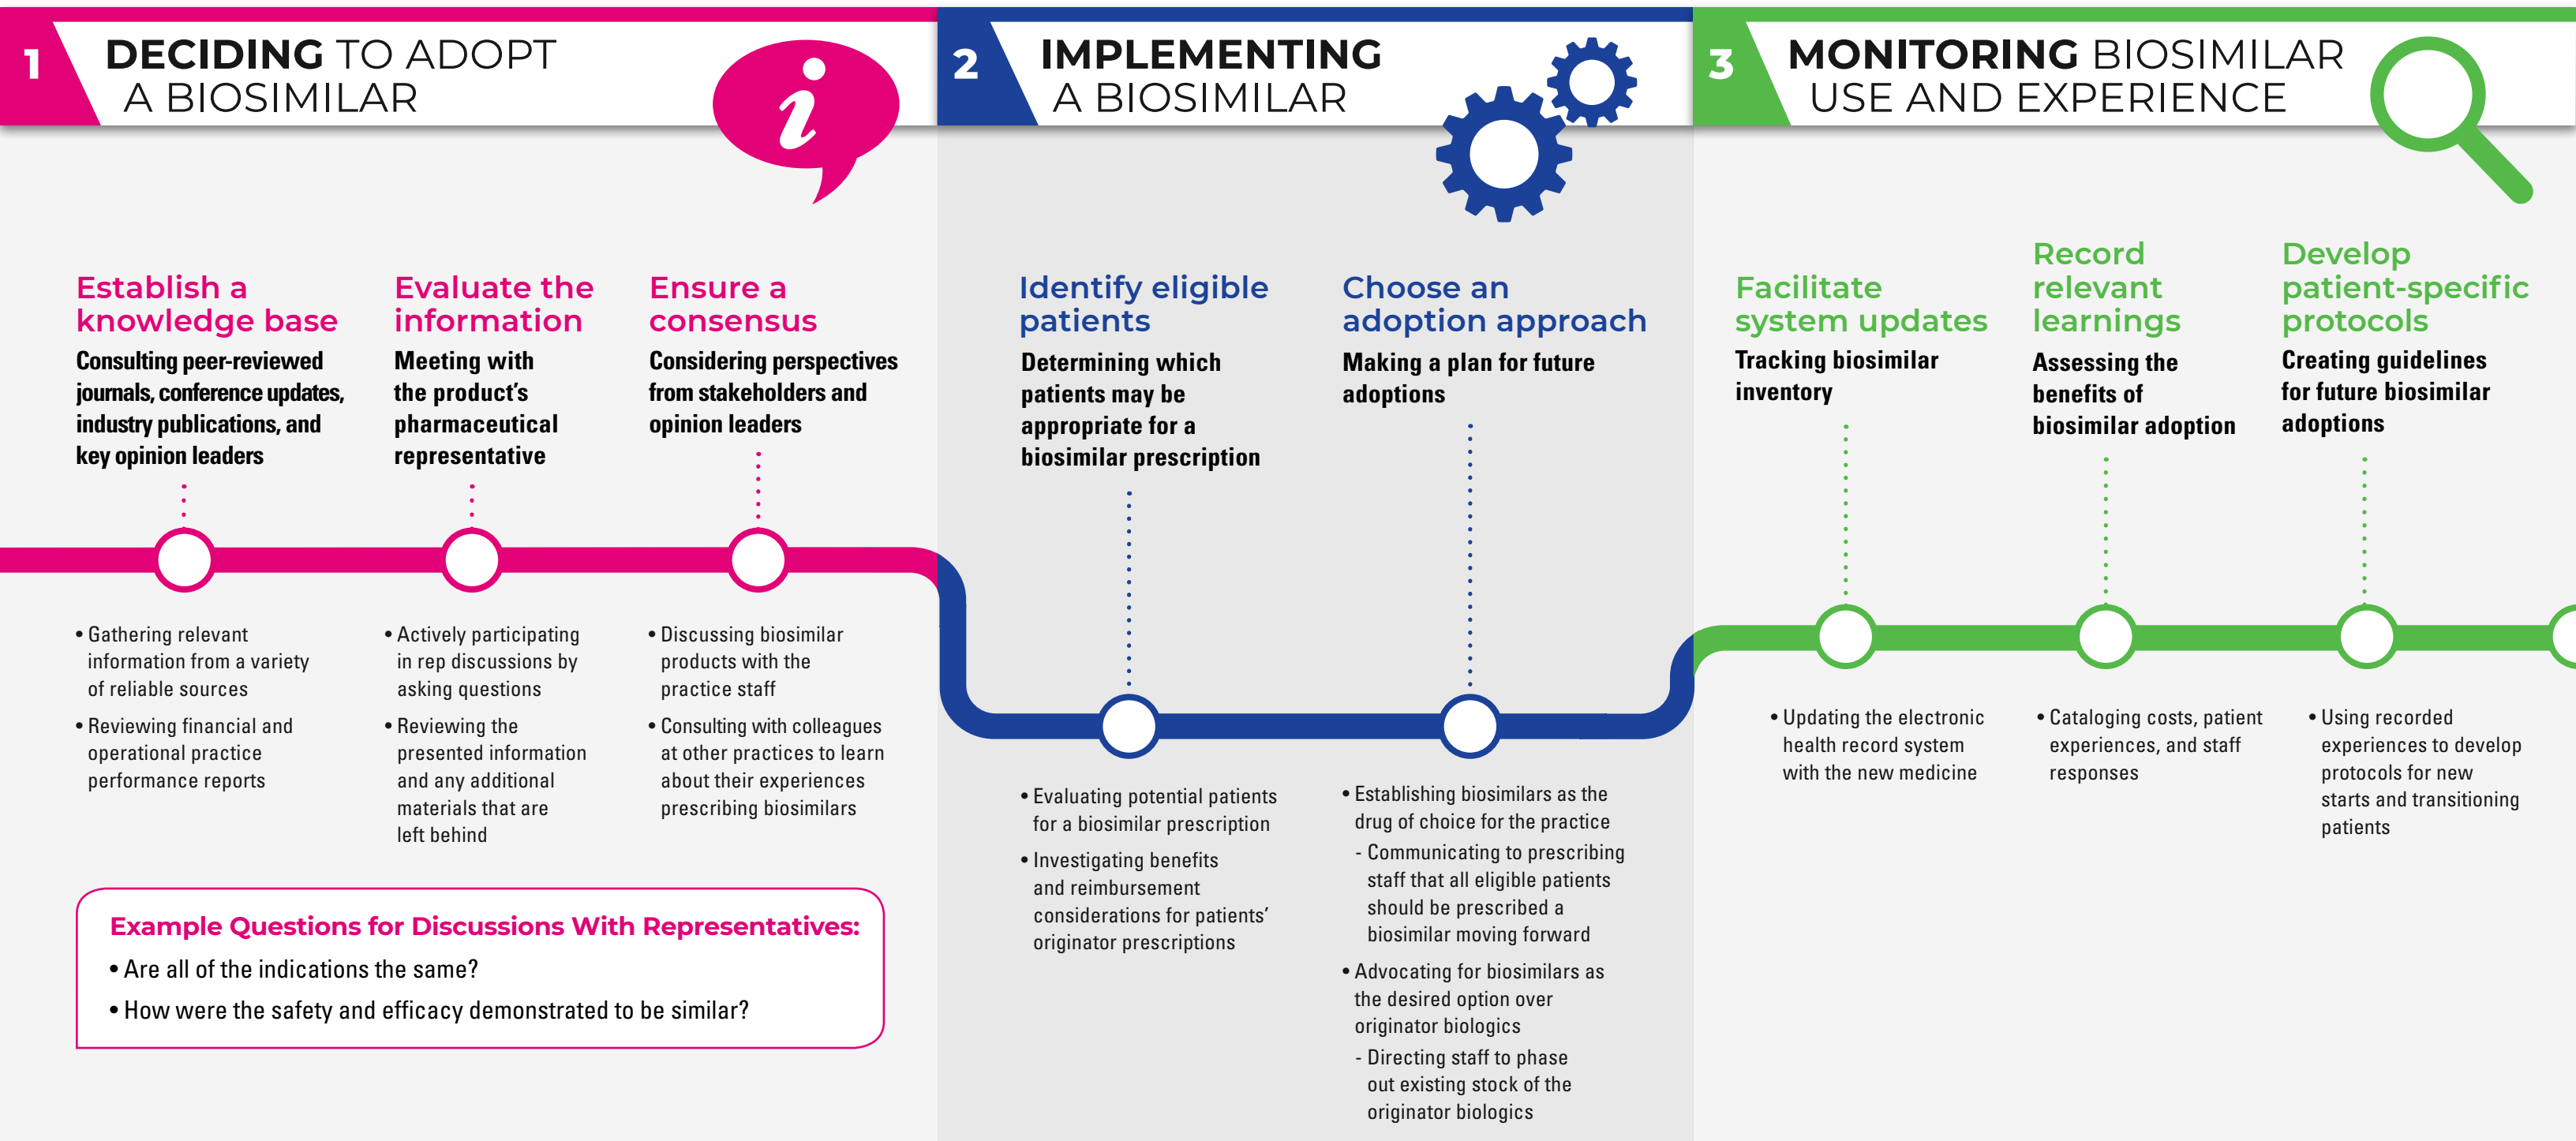 1
DECIDING TO ADOPT
A BIOSIMILAR
i
Establish a
knowledge base
Consulting peer-reviewed
journals, conference updates,
industry publications, and
key opinion leaders
• Gathering relevant
information from a variety
of reliable sources
• Reviewing financial and
operational practice
performance reports
Evaluate the
information
Meeting with
the product’s
pharmaceutical
representative
• Actively participating
in rep discussions by
asking questions
• Reviewing the
presented information
and any additional
materials that are
left behind
Ensure a
consensus
Considering perspectives
from stakeholders and
opinion leaders
• Discussing biosimilar
products with the
practice staff
• Consulting with colleagues
at other practices to learn
about their experiences
prescribing biosimilars
Example Questions for Discussions With Representatives:
• Are all of the indications the same?
• How were the safety and efficacy demonstrated to be similar?
2
IMPLEMENTING
A BIOSIMILAR
Identify eligible
patients
Determining which
patients may be
appropriate for a
biosimilar prescription
• Evaluating potential patients
for a biosimilar prescription
• Investigating benefits
and reimbursement
considerations for patients’
originator prescriptions
Choose an
adoption approach
Making a plan for future
adoptions
• Establishing biosimilars as the
drug of choice for the practice
- Communicating to prescribing
staff that all eligible patients
should be prescribed a
biosimilar moving forward
• Advocating for biosimilars as
the desired option over
originator biologics
- Directing staff to phase
out existing stock of the
originator biologics
3
MONITORING BIOSIMILAR
USE AND EXPERIENCE
Facilitate
system updates
Tracking biosimilar
inventory
• Updating the electronic
health record system
with the new medicine
Record
relevant
learnings
Assessing the
benefits of
biosimilar adoption
• Cataloging costs, patient
experiences, and staff
responses
Develop
patient-specific
protocols
Creating guidelines
for future biosimilar
adoptions
• Using recorded
experiences to develop
protocols for new
starts and transitioning
patients